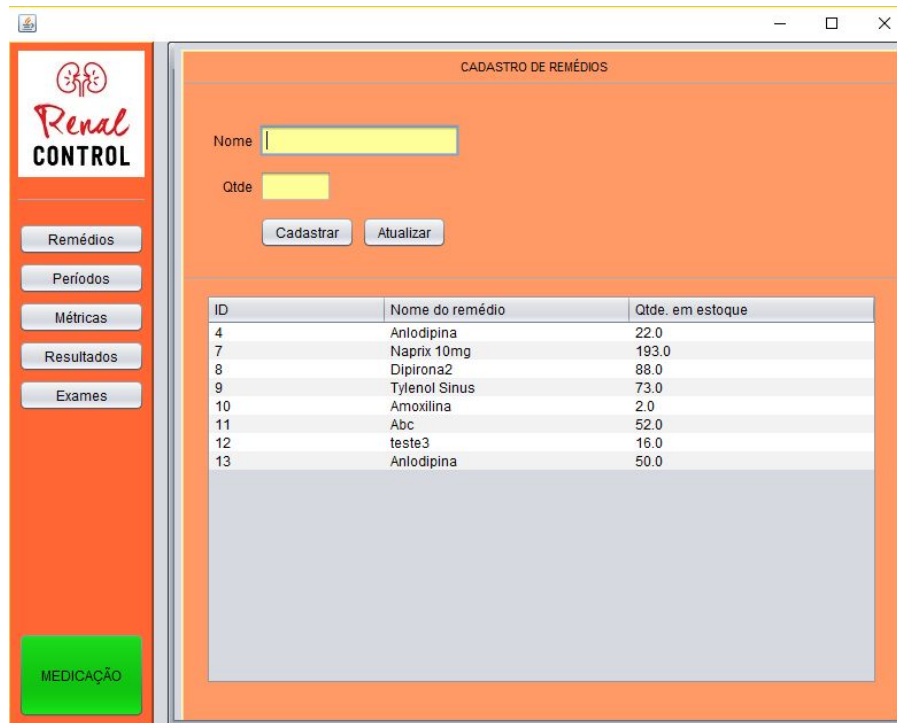 Renal
CONTROL
Remédios
Períodos
Métricas
Resultados
Exames
MEDICAÇÃO
CADASTRO DE REMÉDIOS
Nome
Qtde
Cadastrar Atualizar
ID Nome do remédio Qtde. em estoque
4 Anlodipina 22.0
7 Naprix 10mg 193.0
8 Dipirona2 88.0
9 Tylenol Sinus 73.0
10 Amoxilina 2.0
11 Abc 52.0
12 teste3 16.0
13 Anlodipina 50.0